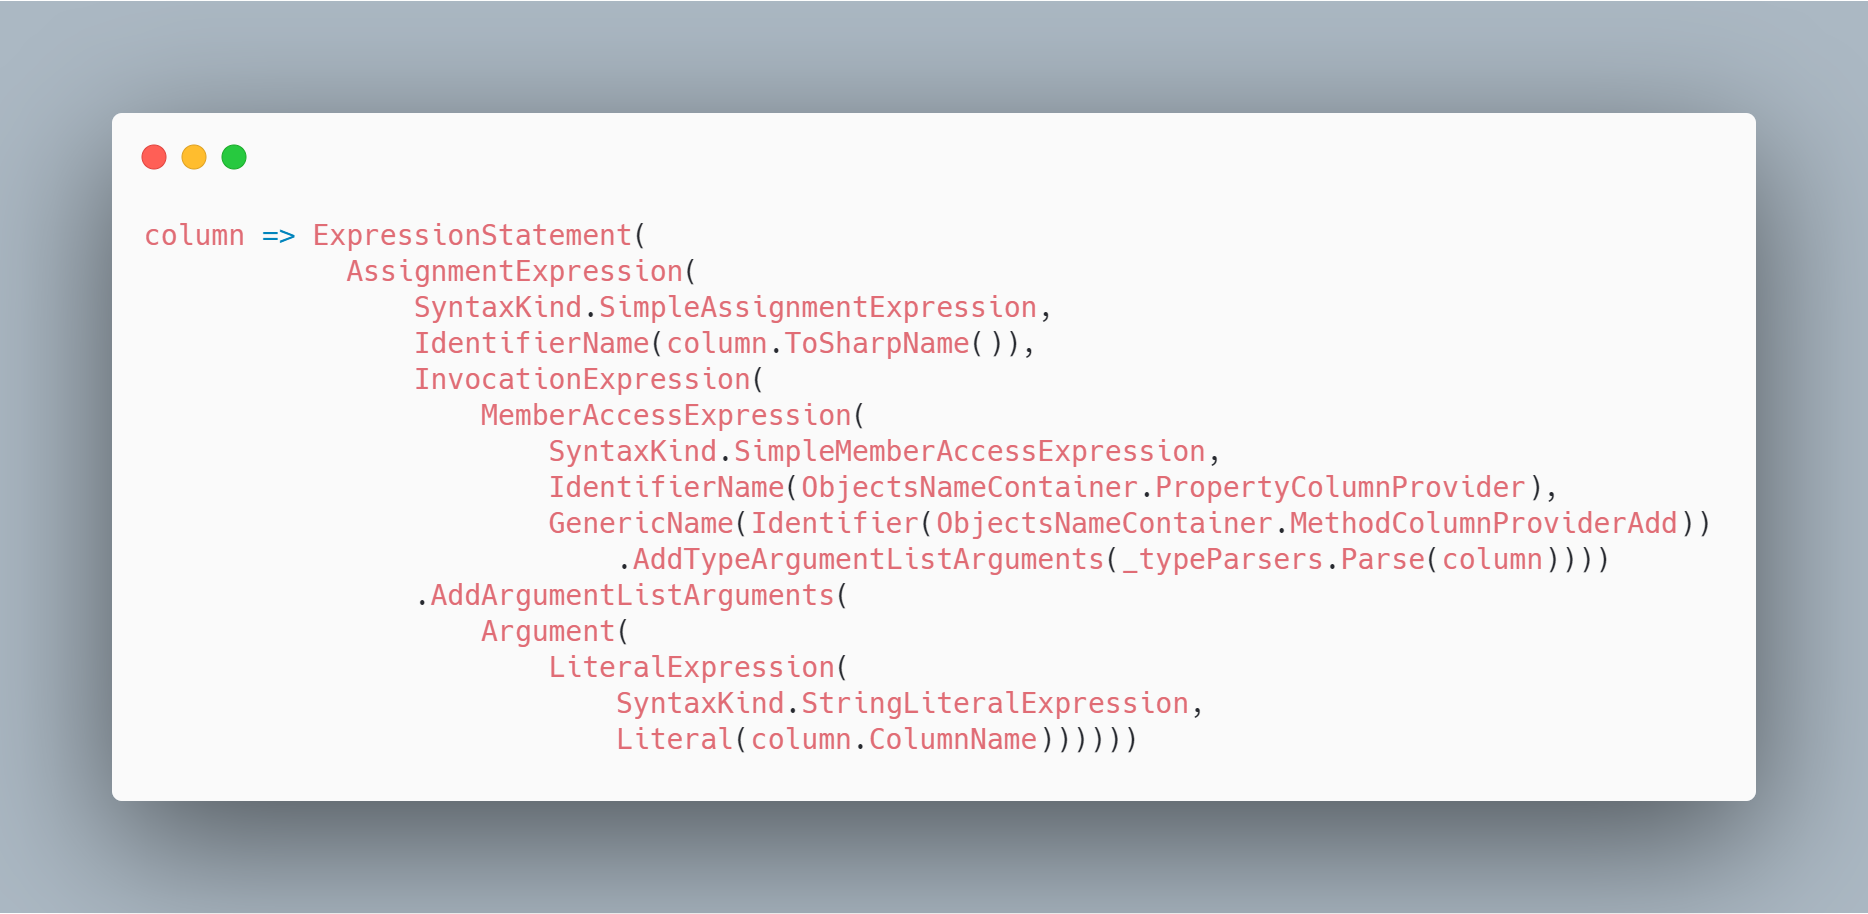 column => ExpressionStatement(
AssignmentExpression(
SyntaxKind.SimpleAssignmentExpression,
IdentifierName(column.ToSharpName()),
InvocationExpression(
MemberAccessExpression(
SyntaxKind.SimpleMemberAccessExpression,
IdentifierName(ObjectsNameContainer.PropertyColumnProvider),
GenericName(Identifier(ObjectsNameContainer.MethodColumnProviderAdd))
.AddTypeArgumentListArguments(_typeParsers.Parse(column))))
.AddArgumentListArguments(
Argument(
LiteralExpression(
SyntaxKind.StringLiteralExpression,
Literal(column.ColumnName))))))